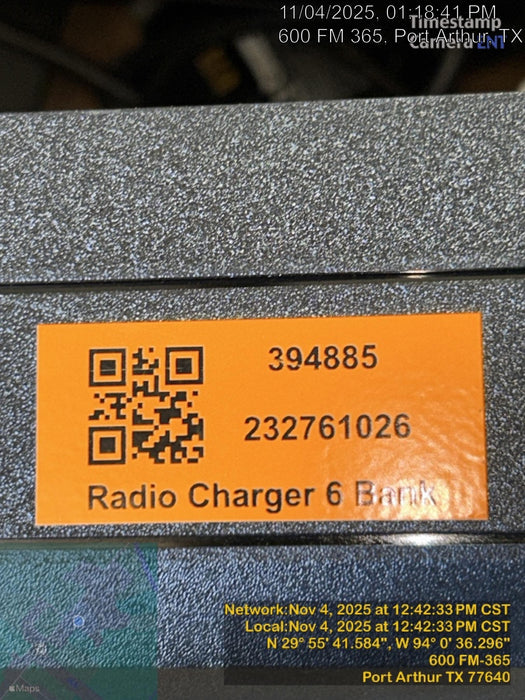 11/04/2025, 01:18:41 PM
600 FM 365, Port Arthur, TX
Timestamp
Camera ENT
394885
232761026
Radio Charger 6 Bank
Network:Nov 4, 2025 at 12:42:33 PM CST
Local:Nov 4, 2025 at 12:42:33 PM CST
N 29° 55' 41.584", W 94° 0' 36.296"
600 FM-365
Port Arthur TX 77640
Maps